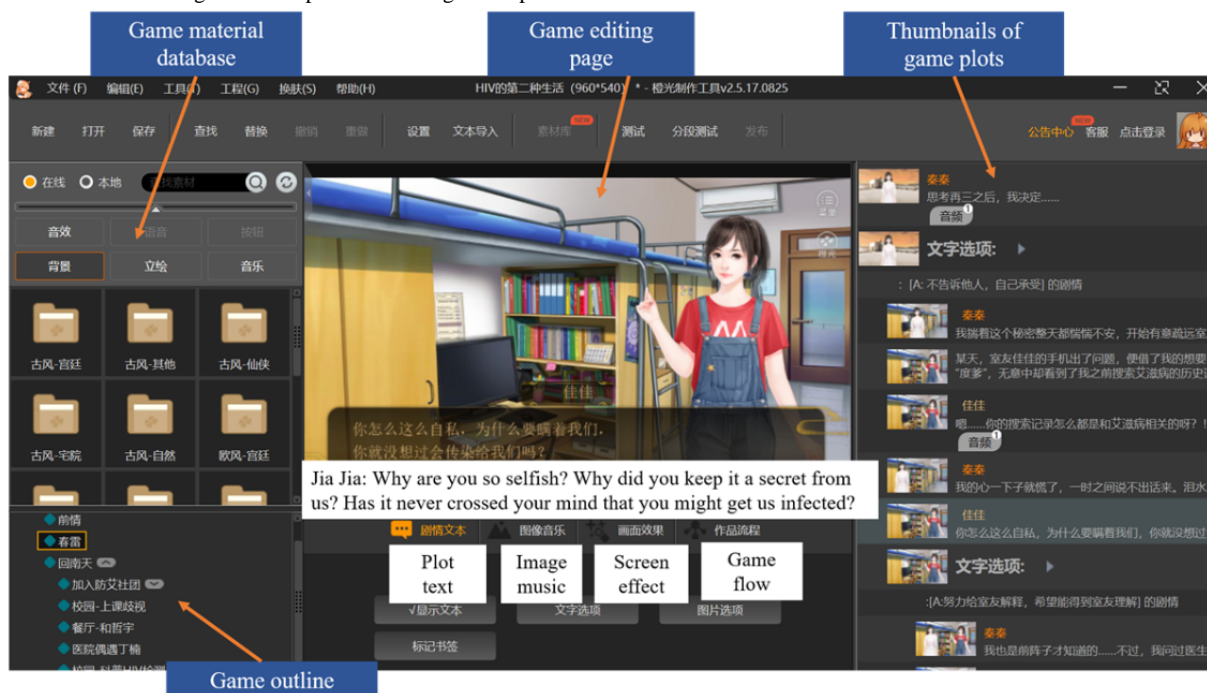 Game material
database
Game editing
page
Thumbnails of
game plots
文件 (F) 编辑(E) 工具(T) 工程(G) 换肤(S) 帮助(H) HIV的第二种生活 (960*540) * - 橙光制作工具v2.5.17.0825
新建 打开 保存 查找 替换 撤销 重做 设置 文本导入 素材库 NEW 测试 分段测试 发布 公告中心 NEW 客服 点击登录
在线 本地 查找素材
音效 语音 按钮
背景 立绘 音乐
古风-宫廷 古风-其他 古风-仙侠
古风-宅院 古风-自然 欧风-宫廷
前情
春雷
回南天
加入防艾社团
校园-上课歧视
餐厅-和哲宇
医院偶遇丁楠
Game outline
菜单
橙光
佳佳
你怎么这么自私，为什么要瞒着我们，
你就没想过会传染给我们吗？
Jia Jia: Why are you so selfish? Why did you keep it a secret from
us? Has it never crossed your mind that you might get us infected?
剧情文本 图像音乐 画面效果 作品流程
Plot
text
Image
music
Screen
effect
Game
flow
√显示文本 文字选项 图片选项
标记书签
秦秦
思考再三之后，我决定……
音频 1
文字选项:
: [A: 不告诉他人，自己承受] 的剧情
秦秦
我揣着这个秘密整天都惴惴不安，开始有意疏远室
某天，室友佳佳的手机出了问题，便借了我的想要
“度爹”，无意中却看到了我之前搜索艾滋病的历史
佳佳
嗯……你的搜索记录怎么都是和艾滋病相关的呀？！
音频 1
秦秦
我的心一下子就慌了，一时之间说不出话来。泪水
佳佳
你怎么这么自私，为什么要瞒着我们，你就没想过
文字选项:
:[A:努力给室友解释，希望能得到室友理解] 的剧情
秦秦
我也是前阵子才知道的……不过，我问过医生